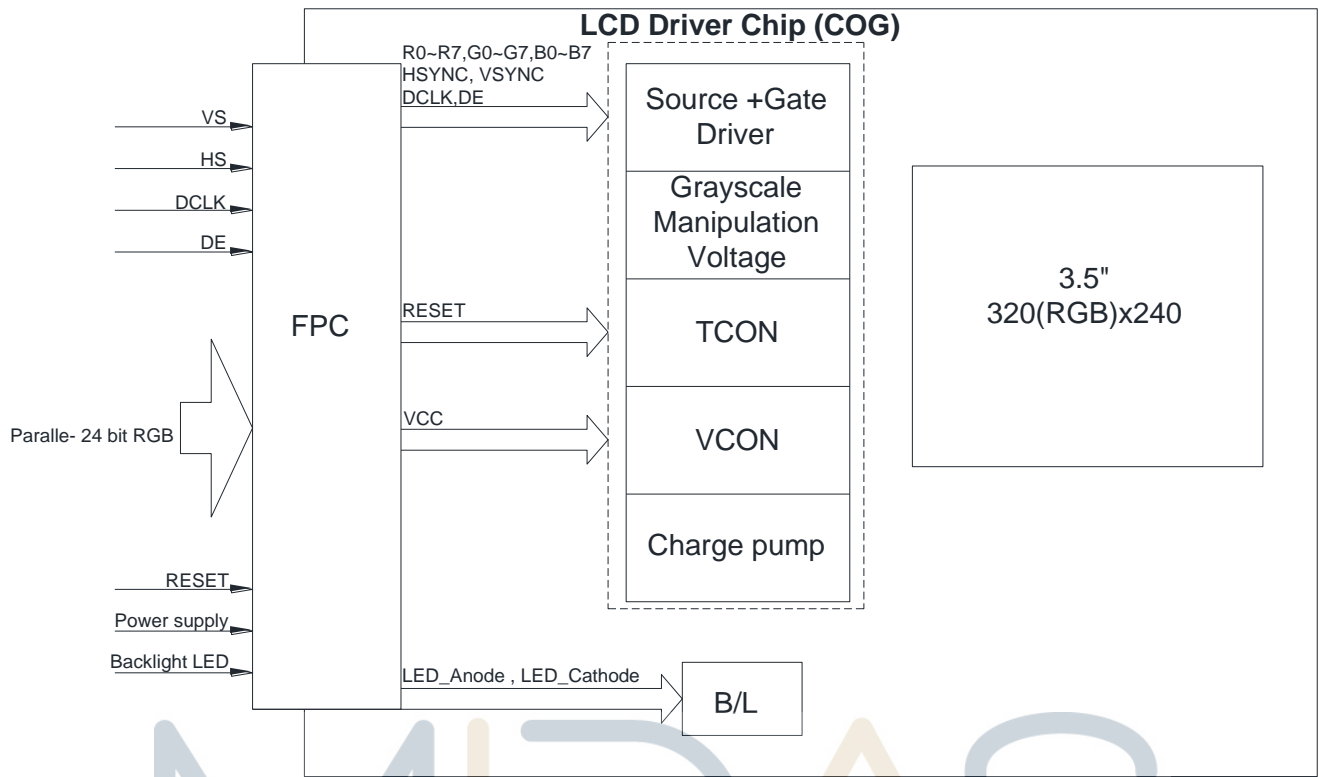 LCD Driver Chip (COG)
R0~R7,G0~G7,B0~B7
HSYNC, VSYNC
DCLK,DE
VS
HS
DCLK
DE
Paralle- 24 bit RGB
RESET
Power supply
Backlight LED
FPC
RESET
VCC
LED_Anode , LED_Cathode
Source +Gate
Driver
Grayscale
Manipulation
Voltage
TCON
VCON
Charge pump
B/L
3.5"
320(RGB)x240
MIDAS